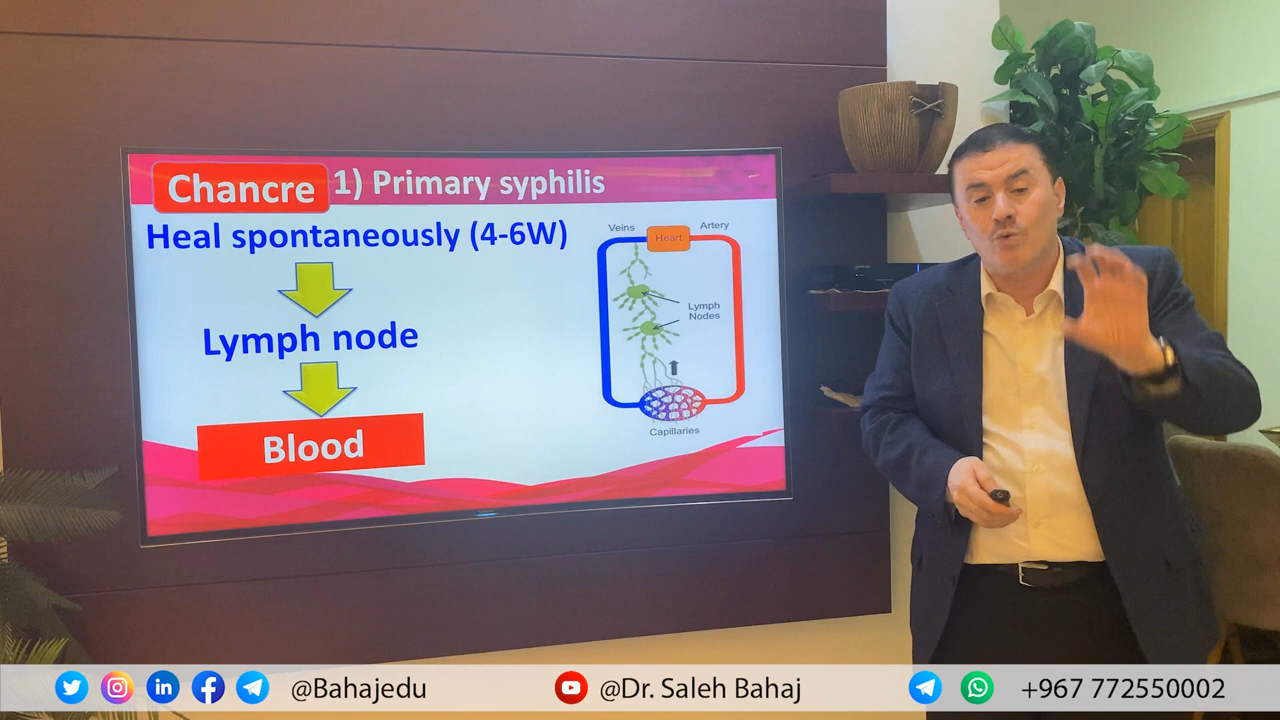 Chancre 1) Primary syphilis
Heal spontaneously (4-6W)
Lymph node
Blood
Veins Heart Artery
Lymph
Nodes
Capillaries
@Bahajedu @Dr. Saleh Bahaj +967 772550002